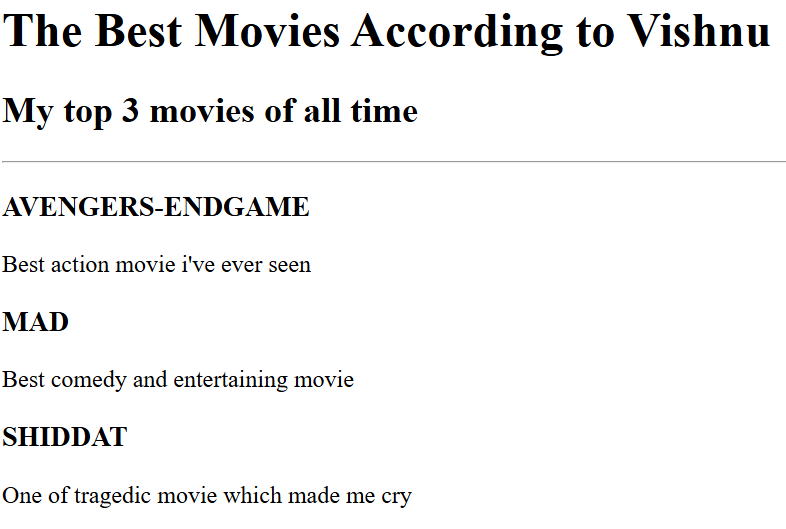 The Best Movies According to Vishnu
My top 3 movies of all time
AVENGERS-ENDGAME
Best action movie i've ever seen
MAD
Best comedy and entertaining movie
SHIDDAT
One of tragedic movie which made me cry